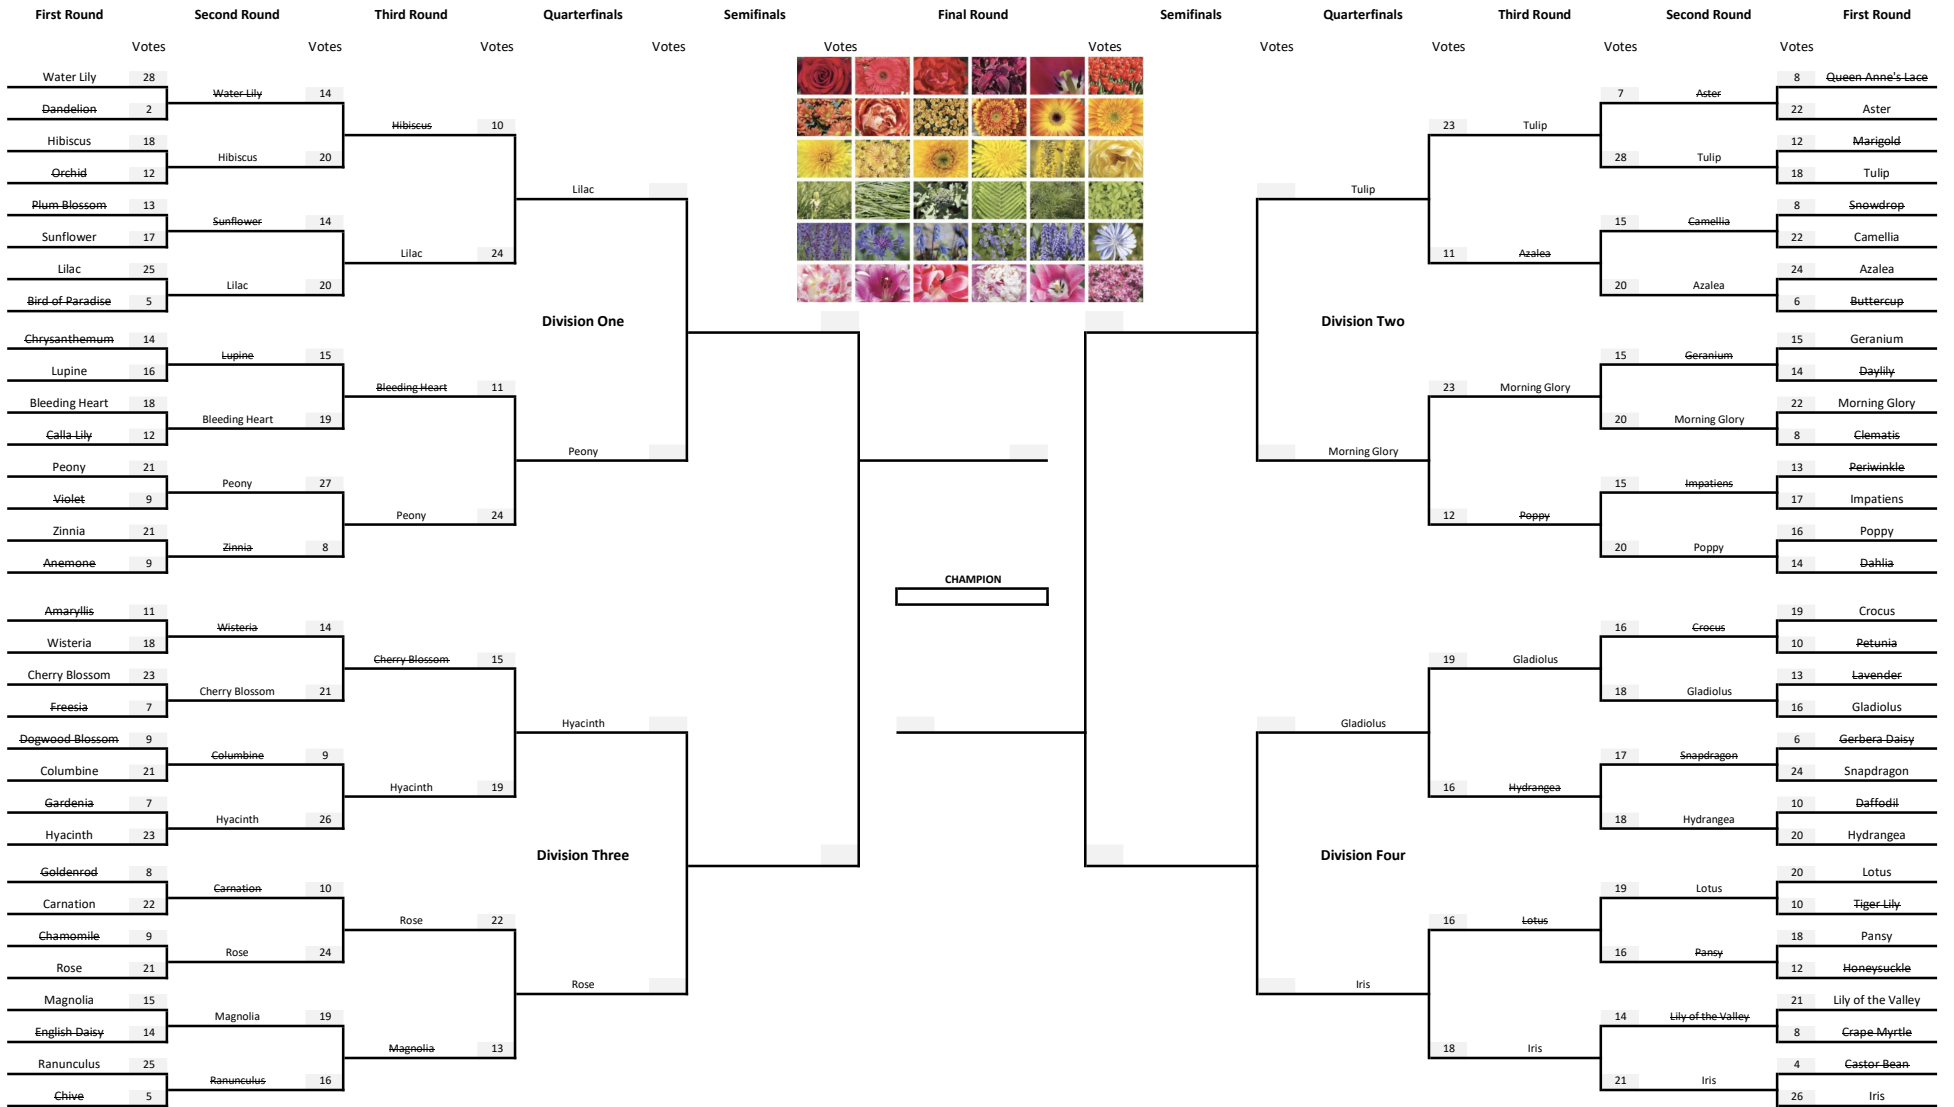 First Round Second Round Third Round Quarterfinals Semifinals Final Round Semifinals Quarterfinals Third Round Second Round First Round
Votes Votes Votes Votes Votes Votes Votes Votes Votes Votes
Water Lily 28 8 Queen Anne's Lace
Water Lily 14 7 Aster
Dandelion 2 22 Aster
Hibiscus 10 23 Tulip
Hibiscus 18 12 Marigold
Hibiscus 20 28 Tulip
Orchid 12 18 Tulip
Lilac Tulip
Plum Blossom 13 8 Snowdrop
Sunflower 14 15 Camellia
Sunflower 17 22 Camellia
Lilac 24 11 Azalea
Lilac 25 24 Azalea
Lilac 20 20 Azalea
Bird of Paradise 5 6 Buttercup
Division One Division Two
Chrysanthemum 14 15 Geranium
Lupine 15 15 Geranium
Lupine 16 14 Daylily
Bleeding Heart 11 23 Morning Glory
Bleeding Heart 18 22 Morning Glory
Bleeding Heart 19 20 Morning Glory
Calla Lily 12 8 Clematis
Peony Morning Glory
Peony 21 13 Periwinkle
Peony 27 15 Impatiens
Violet 9 17 Impatiens
Peony 24 12 Poppy
Zinnia 21 16 Poppy
Zinnia 8 20 Poppy
Anemone 9 14 Dahlia
CHAMPION
Amaryllis 11 19 Crocus
Wisteria 14 16 Crocus
Wisteria 18 10 Petunia
Cherry Blossom 15 19 Gladiolus
Cherry Blossom 23 13 Lavender
Cherry Blossom 21 18 Gladiolus
Freesia 7 16 Gladiolus
Hyacinth Gladiolus
Dogwood Blossom 9 6 Gerbera Daisy
Columbine 9 17 Snapdragon
Columbine 21 24 Snapdragon
Hyacinth 19 16 Hydrangea
Gardenia 7 10 Daffodil
Hyacinth 26 18 Hydrangea
Hyacinth 23 20 Hydrangea
Division Three Division Four
Goldenrod 8 20 Lotus
Carnation 10 19 Lotus
Carnation 22 10 Tiger Lily
Rose 22 16 Lotus
Chamomile 9 18 Pansy
Rose 24 16 Pansy
Rose 21 12 Honeysuckle
Rose Iris
Magnolia 15 21 Lily of the Valley
Magnolia 19 14 Lily of the Valley
English Daisy 14 8 Crape Myrtle
Magnolia 13 18 Iris
Ranunculus 25 4 Castor Bean
Ranunculus 16 21 Iris
Chive 5 26 Iris